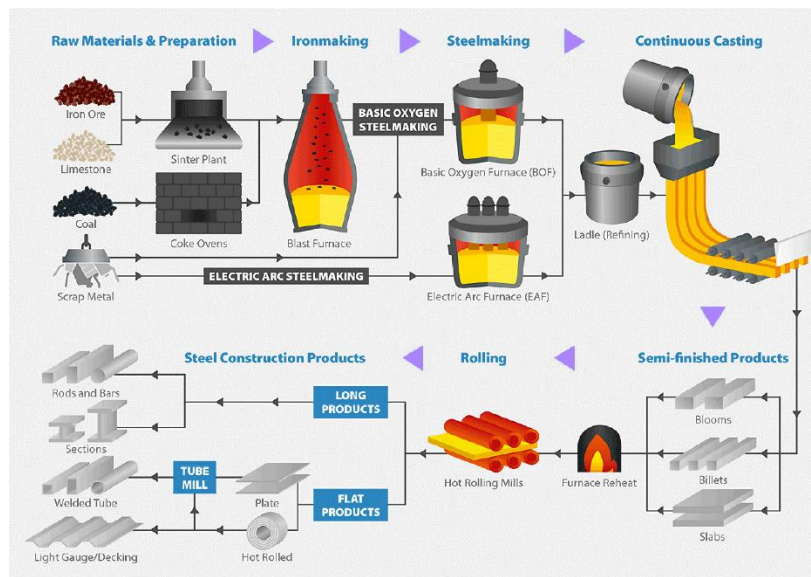 Raw Materials & Preparation
Ironmaking
Steelmaking
Continuous Casting
Iron Ore
Limestone
Coal
Scrap Metal
Sinter Plant
Coke Ovens
Blast Furnace
BASIC OXYGEN
STEELMAKING
ELECTRIC ARC STEELMAKING
Basic Oxygen Furnace (BOF)
Electric Arc Furnace (EAF)
Ladle (Refining)
Steel Construction Products
Rolling
Semi-finished Products
Rods and Bars
Sections
Welded Tube
Light Gauge/Decking
TUBE
MILL
Plate
Hot Rolled
LONG
PRODUCTS
FLAT
PRODUCTS
Hot Rolling Mills
Furnace Reheat
Blooms
Billets
Slabs